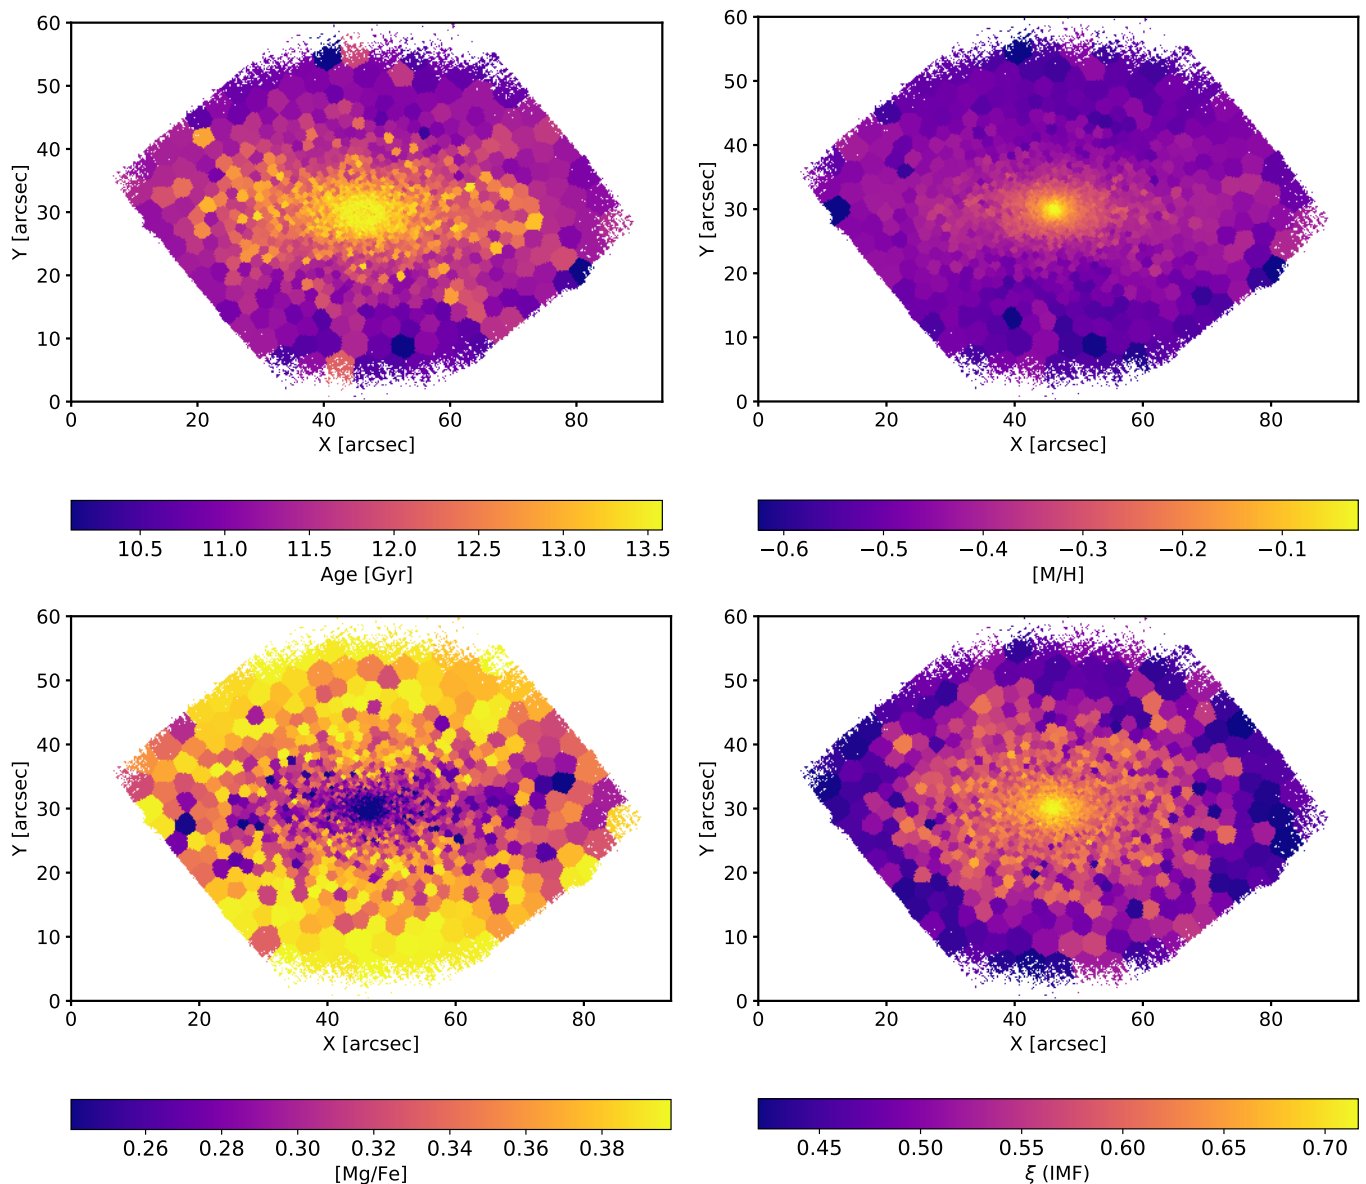 60
50
40
30
20
10
0
Y [arcsec]
0 20 40 60 80
X [arcsec]
10.5 11.0 11.5 12.0 12.5 13.0 13.5
Age [Gyr]
60
50
40
30
20
10
0
Y [arcsec]
0 20 40 60 80
X [arcsec]
−0.6 −0.5 −0.4 −0.3 −0.2 −0.1
[M/H]
60
50
40
30
20
10
0
Y [arcsec]
0 20 40 60 80
X [arcsec]
0.26 0.28 0.30 0.32 0.34 0.36 0.38
[Mg/Fe]
60
50
40
30
20
10
0
Y [arcsec]
0 20 40 60 80
X [arcsec]
0.45 0.50 0.55 0.60 0.65 0.70
ξ (IMF)